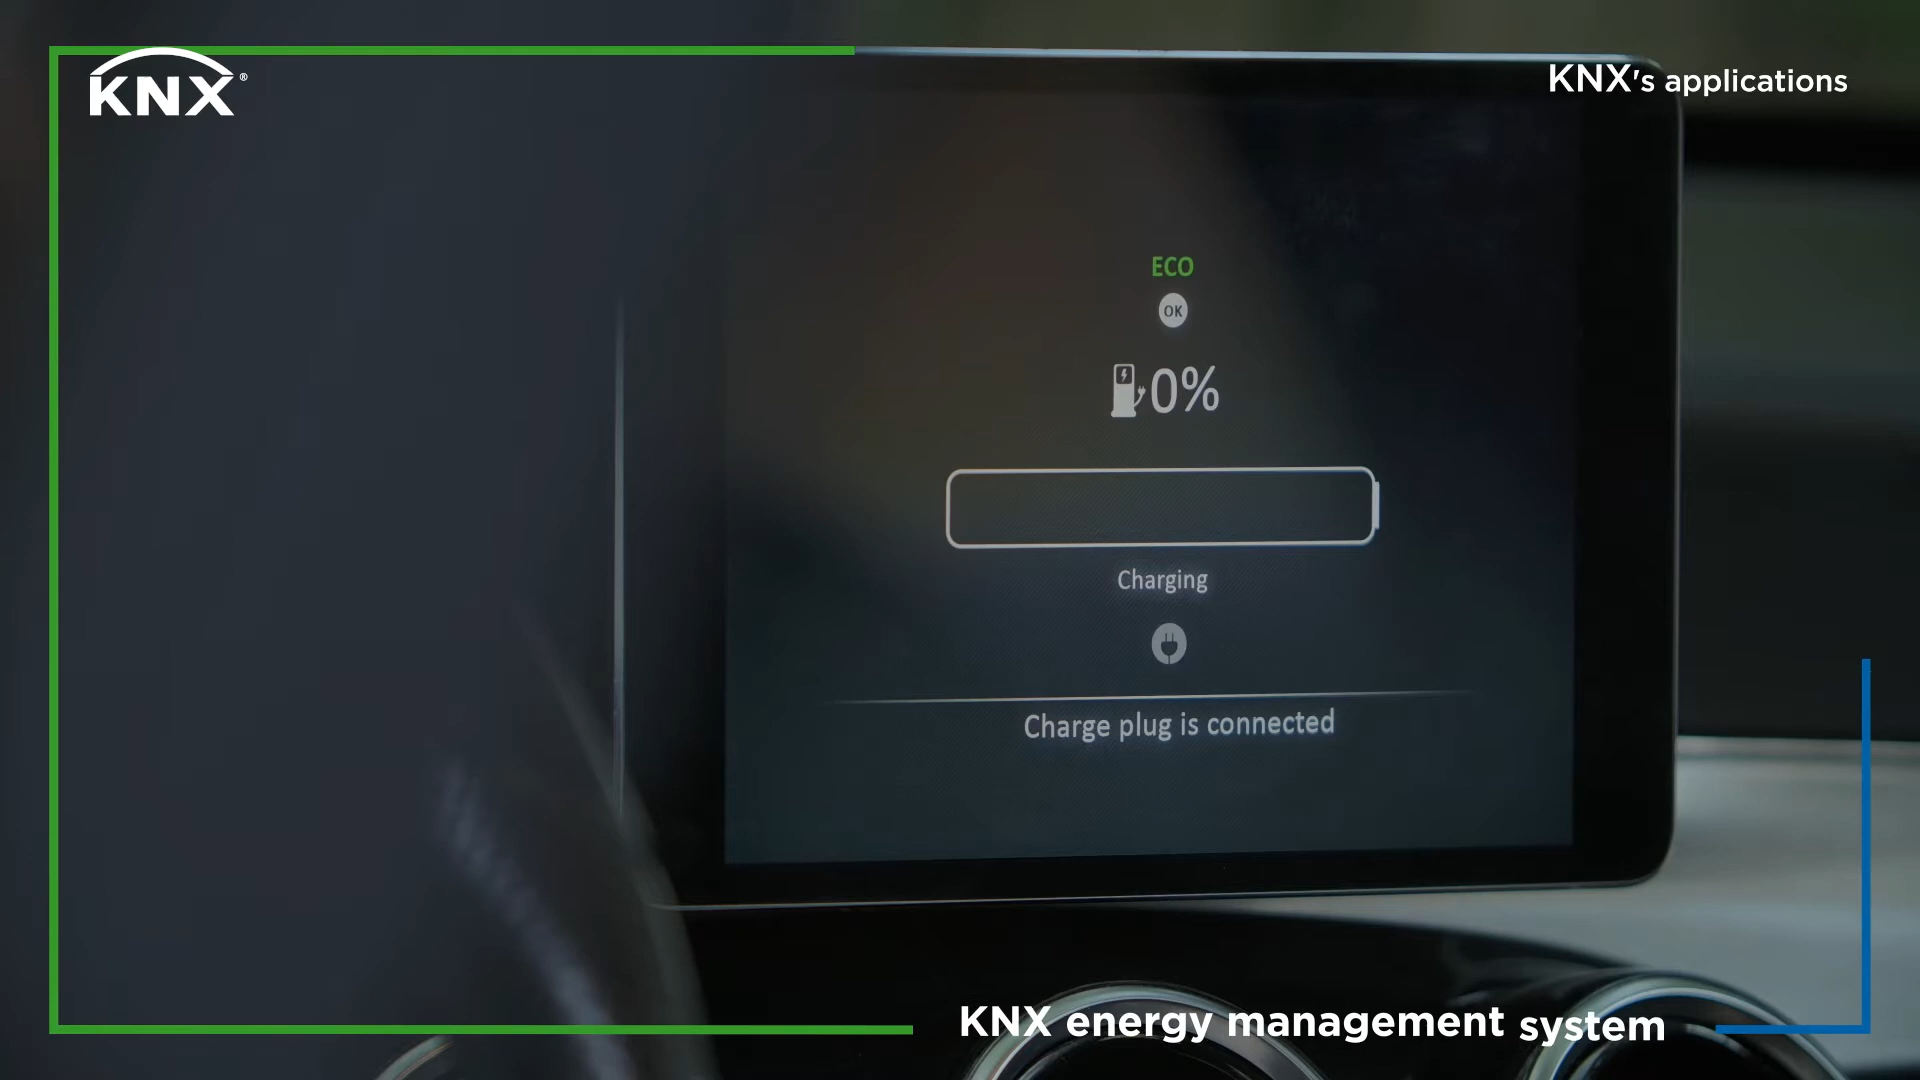 KNX®
KNX's applications
ECO
OK
0%
Charging
Charge plug is connected
KNX energy management system